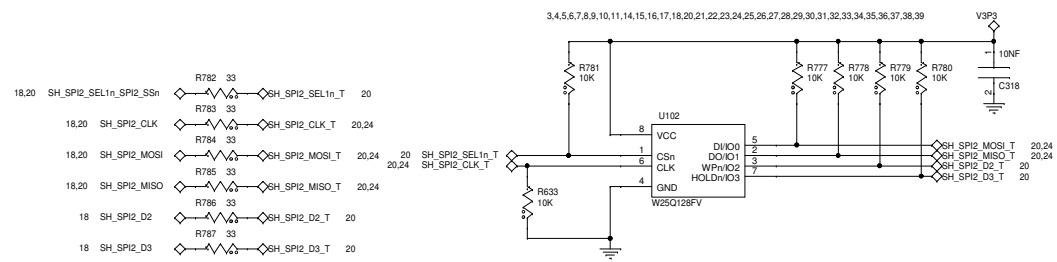 3,4,5,6,7,8,9,10,11,14,15,16,17,18,20,21,22,23,24,25,26,27,28,29,30,31,32,33,34,35,36,37,38,39
V3P3
R782 33
18,20 SH_SPI2_SEL1n_SPI2_SSn SH_SPI2_SEL1n_T 20
R783 33
18,20 SH_SPI2_CLK SH_SPI2_CLK_T 20,24
R784 33
18,20 SH_SPI2_MOSI SH_SPI2_MOSI_T 20,24
R785 33
18,20 SH_SPI2_MISO SH_SPI2_MISO_T 20,24
R786 33
18 SH_SPI2_D2 SH_SPI2_D2_T 20
R787 33
18 SH_SPI2_D3 SH_SPI2_D3_T 20
R781
10K
R777
10K
R778
10K
R779
10K
R780
10K
1 10NF
2 C318
U102
8 VCC
20 SH_SPI2_SEL1n_T 1 CSn
20,24 SH_SPI2_CLK_T 6 CLK
4 GND
DI/IO0 5 SH_SPI2_MOSI_T 20,24
DO/IO1 2 SH_SPI2_MISO_T 20,24
WPn/IO2 3 SH_SPI2_D2_T 20
HOLDn/IO3 7 SH_SPI2_D3_T 20
W25Q128FV
R633
10K